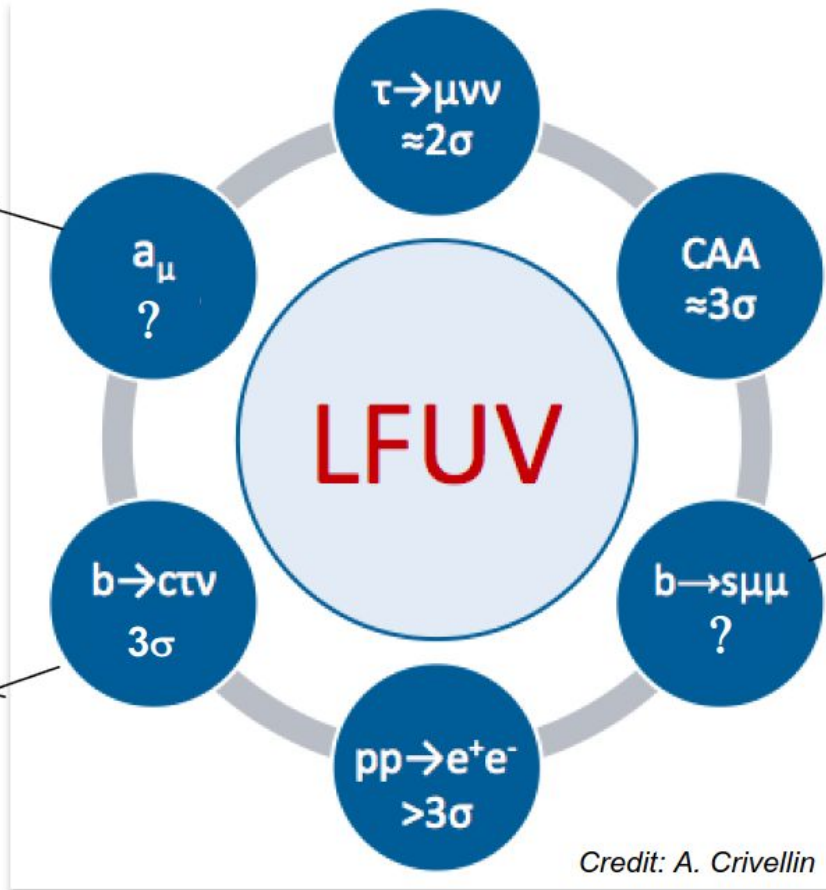 τ→μνν
≈2σ
a_μ
?
CAA
≈3σ
LFUV
b→cτν
3σ
b→sμμ
?
pp→e⁺e⁻
>3σ
Credit: A. Crivellin